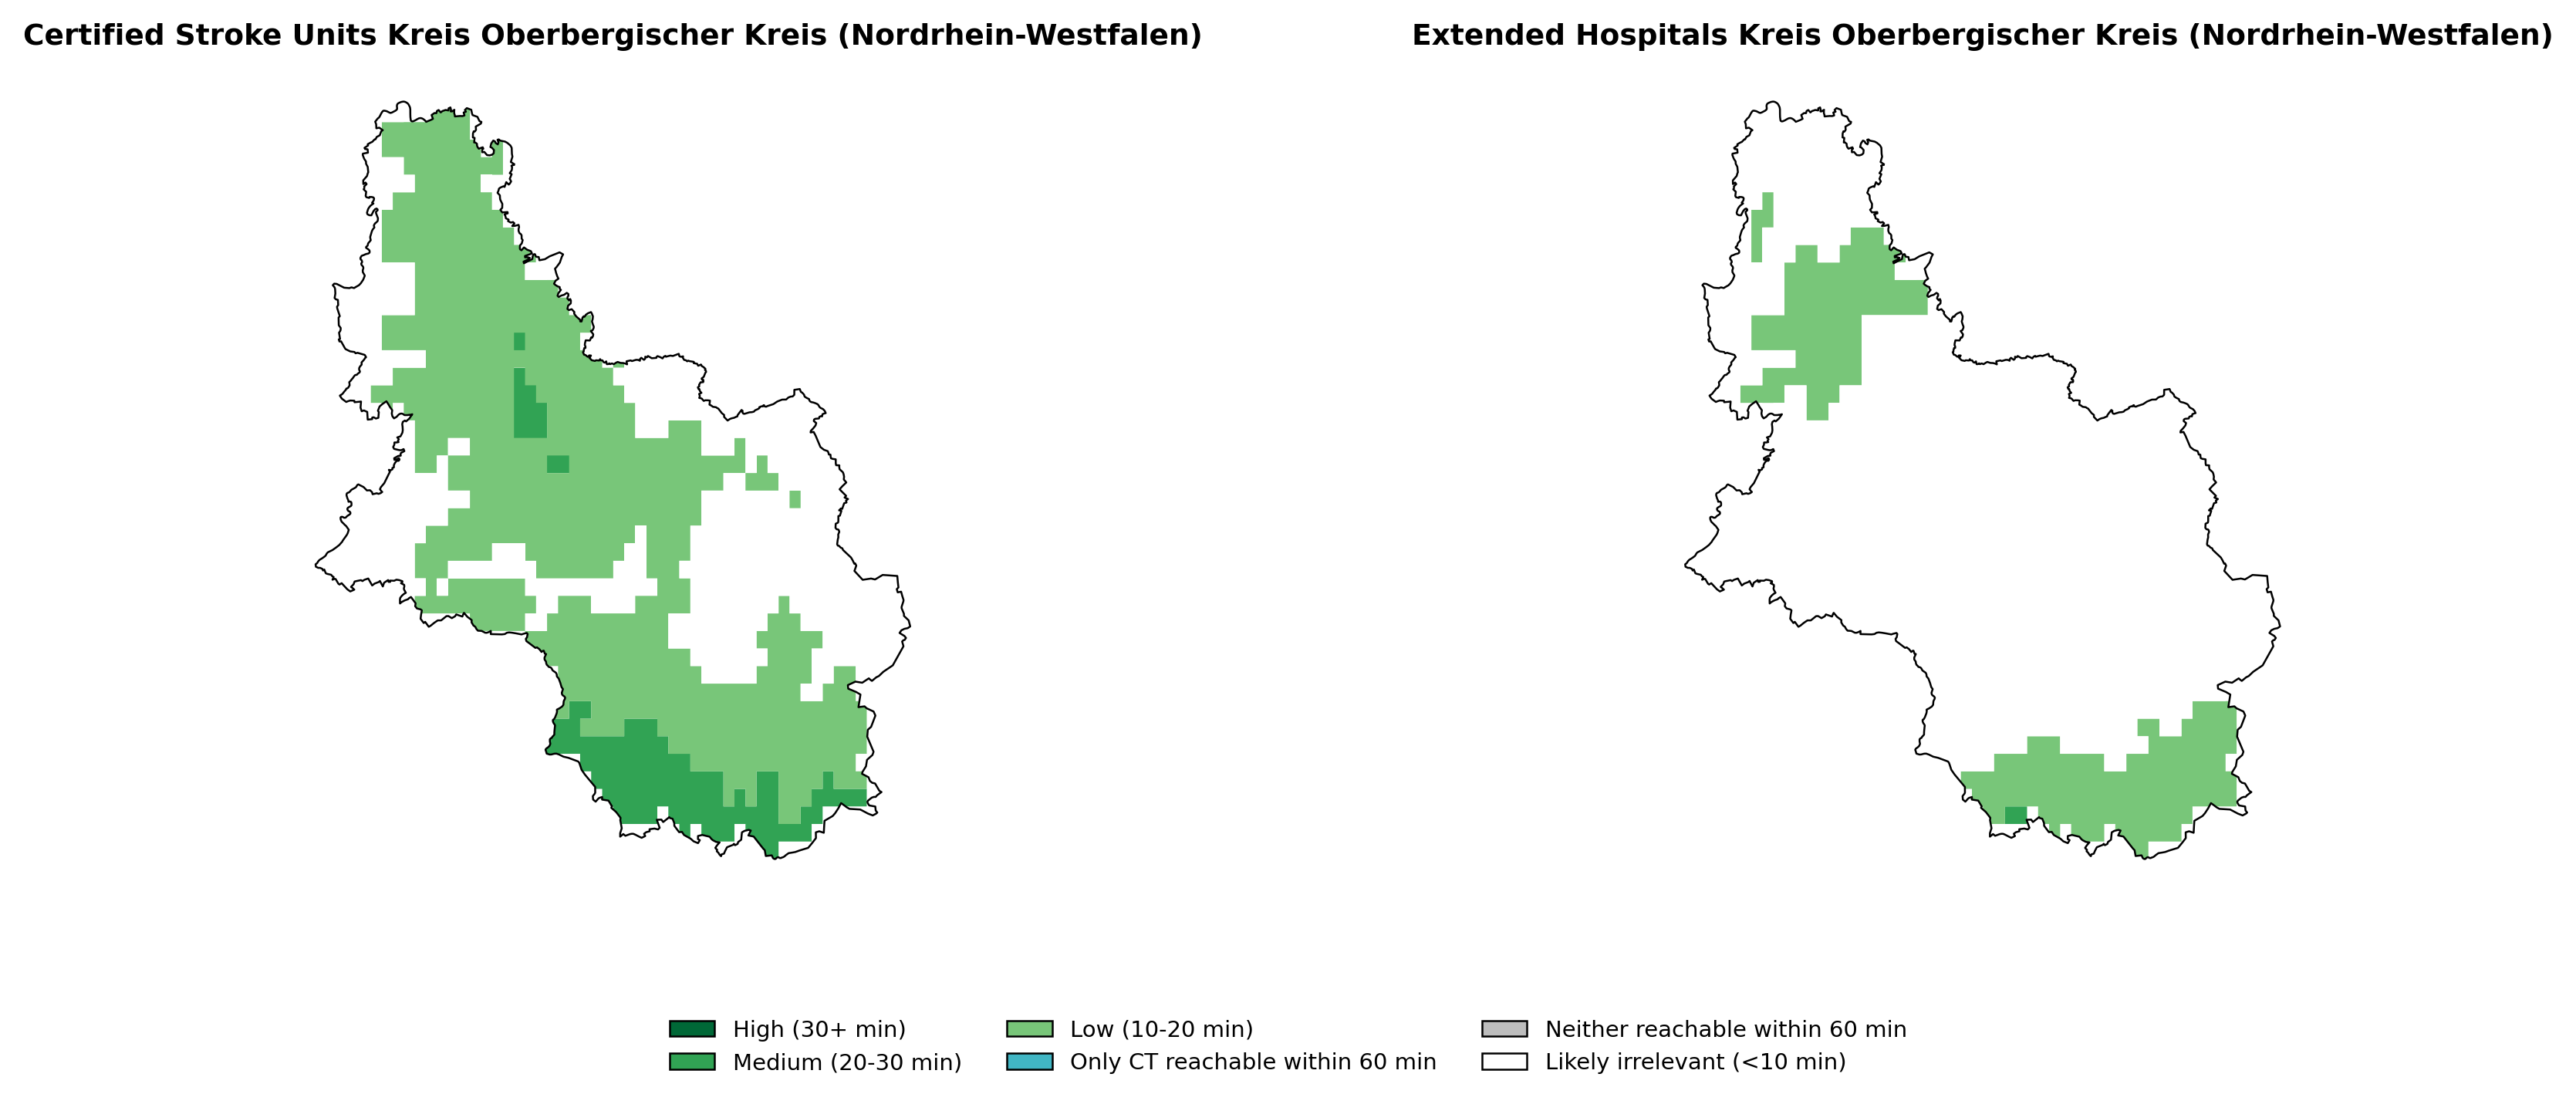 Certified Stroke Units Kreis Oberbergischer Kreis (Nordrhein-Westfalen)
Extended Hospitals Kreis Oberbergischer Kreis (Nordrhein-Westfalen)
High (30+ min)
Medium (20-30 min)
Low (10-20 min)
Only CT reachable within 60 min
Neither reachable within 60 min
Likely irrelevant (<10 min)